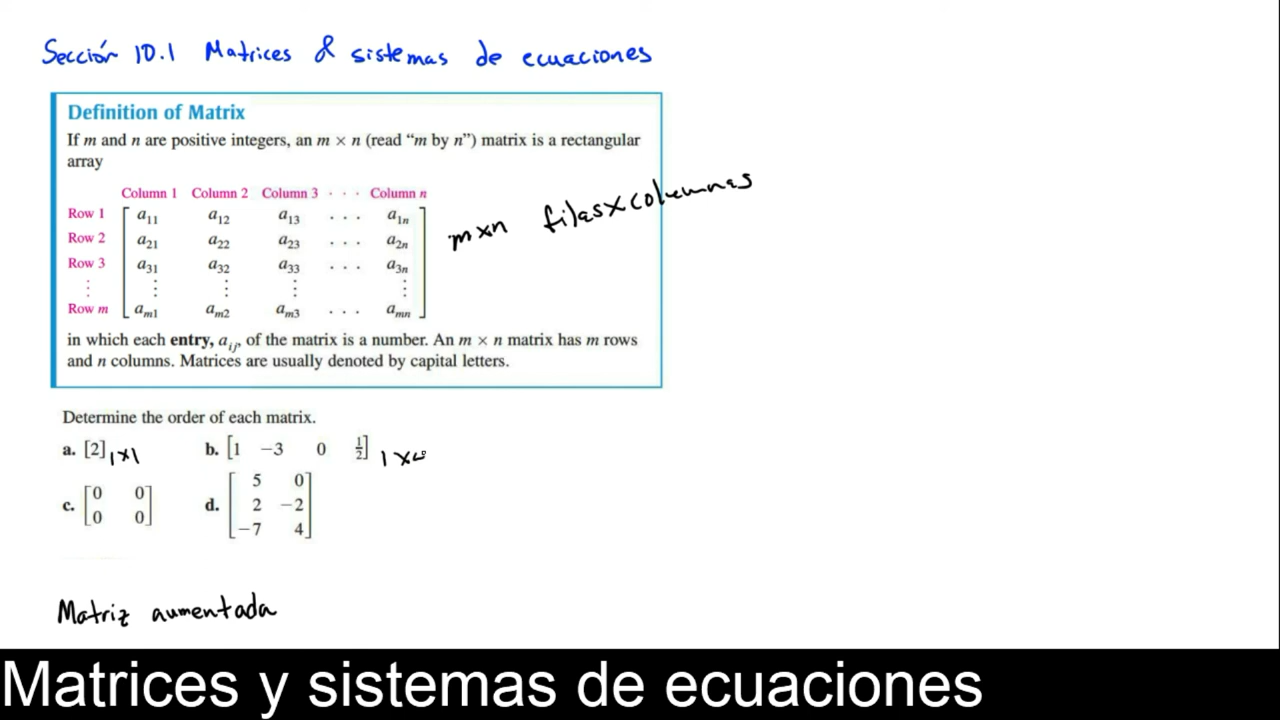 Sección 10.1 Matrices & sistemas de ecuaciones
Definition of Matrix
If m and n are positive integers, an m × n (read “m by n”) matrix is a rectangular
array
Column 1 Column 2 Column 3 · · · Column n
Row 1 [ a11 a12 a13 . . . a1n ]
Row 2 [ a21 a22 a23 . . . a2n ]
Row 3 [ a31 a32 a33 . . . a3n ]
⋮ ⋮ ⋮ ⋮ ⋮
Row m [ am1 am2 am3 . . . amn ]
m×n filas×columnas
in which each entry, aij, of the matrix is a number. An m × n matrix has m rows
and n columns. Matrices are usually denoted by capital letters.
Determine the order of each matrix.
a. [2] 1×1 b. [1 −3 0 1/2] 1×4
c. [0 0
0 0]
d. [5 0
2 −2
−7 4]
Matriz aumentada
Matrices y sistemas de ecuaciones